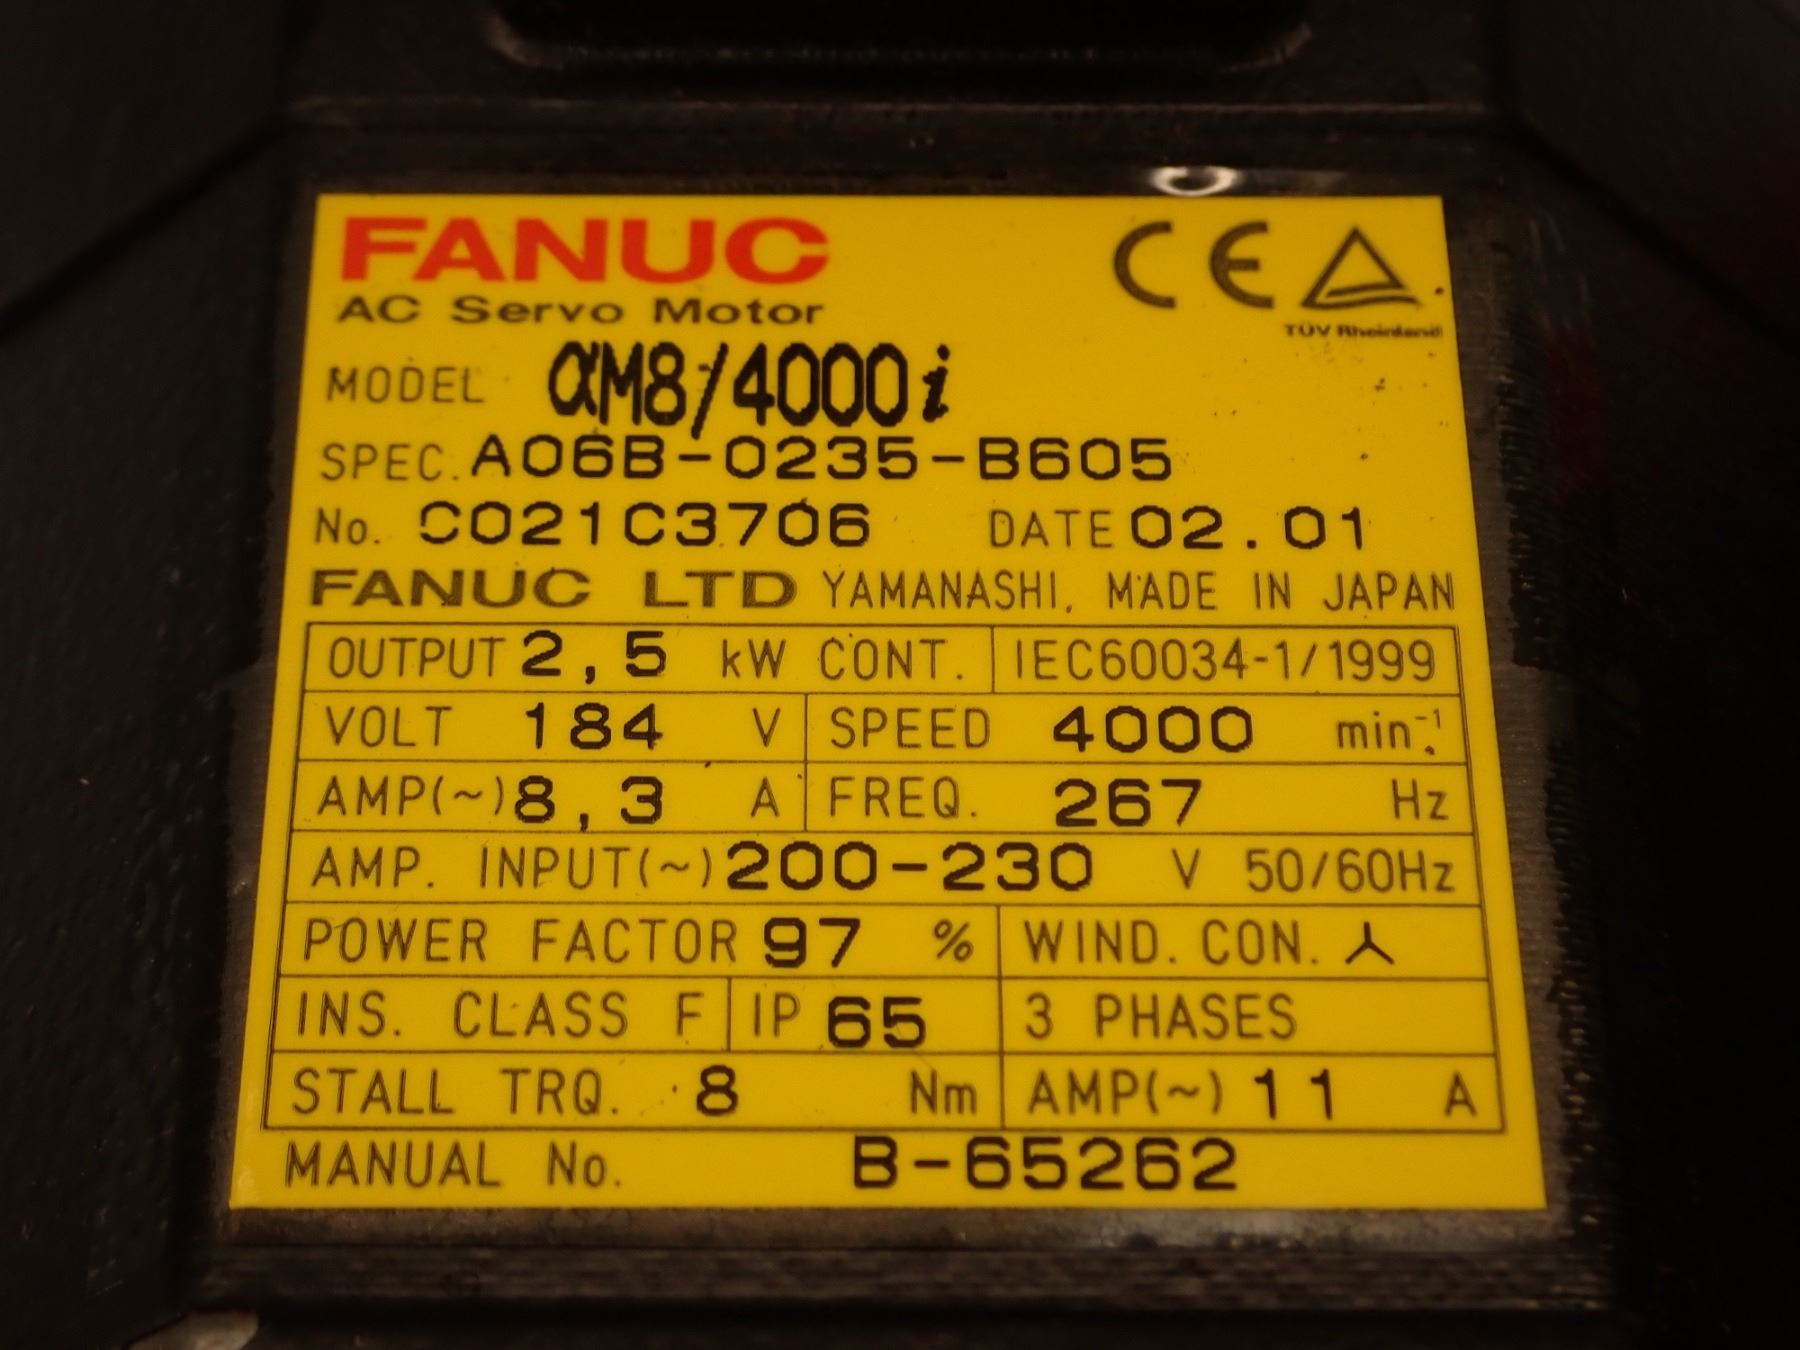 FANUC
AC Servo Motor
TÜV Rheinland
MODEL αM8/4000i
SPEC. A06B-0235-B605
No. C021C3706 DATE 02.01
FANUC LTD YAMANASHI, MADE IN JAPAN
OUTPUT 2,5 kW CONT. IEC60034-1/1999
VOLT 184 V SPEED 4000 min⁻¹
AMP(~) 8,3 A FREQ. 267 Hz
AMP. INPUT(~) 200-230 V 50/60Hz
POWER FACTOR 97 % WIND. CON.
INS. CLASS F IP 65 3 PHASES
STALL TRQ. 8 Nm AMP(~) 11 A
MANUAL No. B-65262